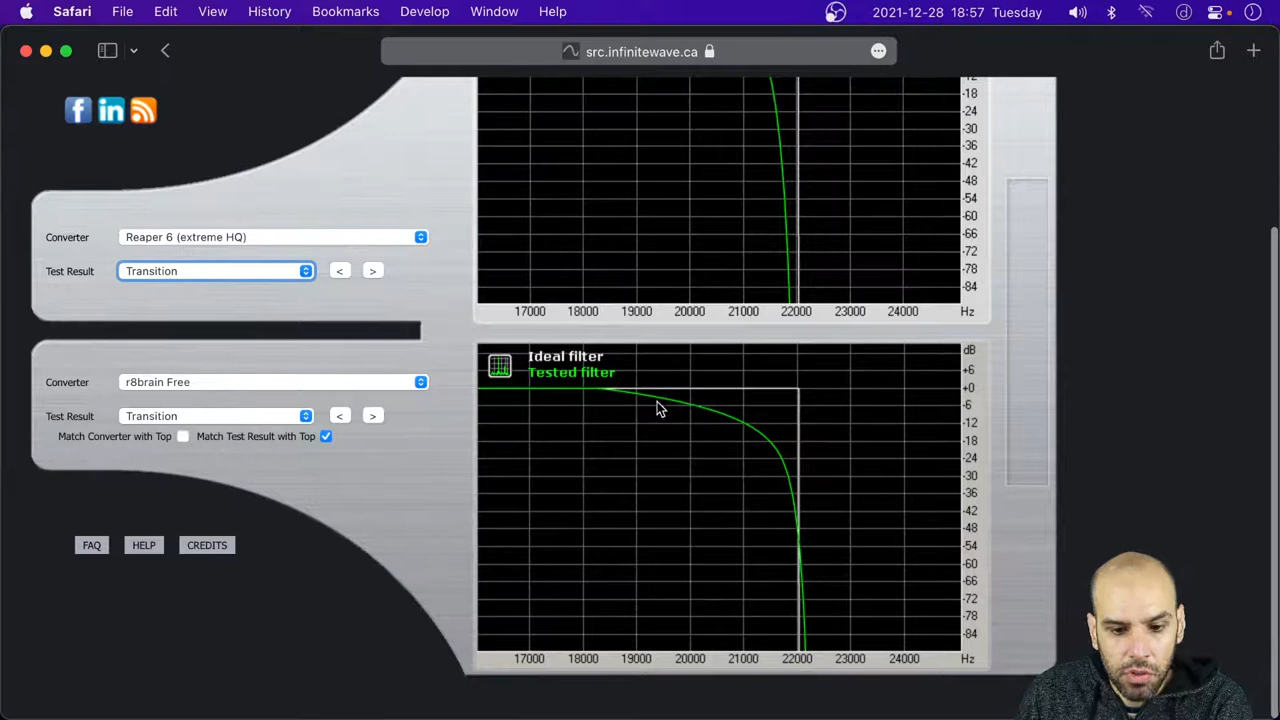 Safari File Edit View History Bookmarks Develop Window Help 2021-12-28 18:57 Tuesday
src.infinitewave.ca
Converter Reaper 6 (extreme HQ)
Test Result Transition < >
-12
-18
-24
-30
-36
-42
-48
-54
-60
-66
-72
-78
-84
17000 18000 19000 20000 21000 22000 23000 24000 Hz
Converter r8brain Free
Test Result Transition < >
Match Converter with Top Match Test Result with Top
FAQ HELP CREDITS
Ideal filter
Tested filter
dB
+6
+0
-6
-12
-18
-24
-30
-36
-42
-48
-54
-60
-66
-72
-78
-84
17000 18000 19000 20000 21000 22000 23000 24000 Hz